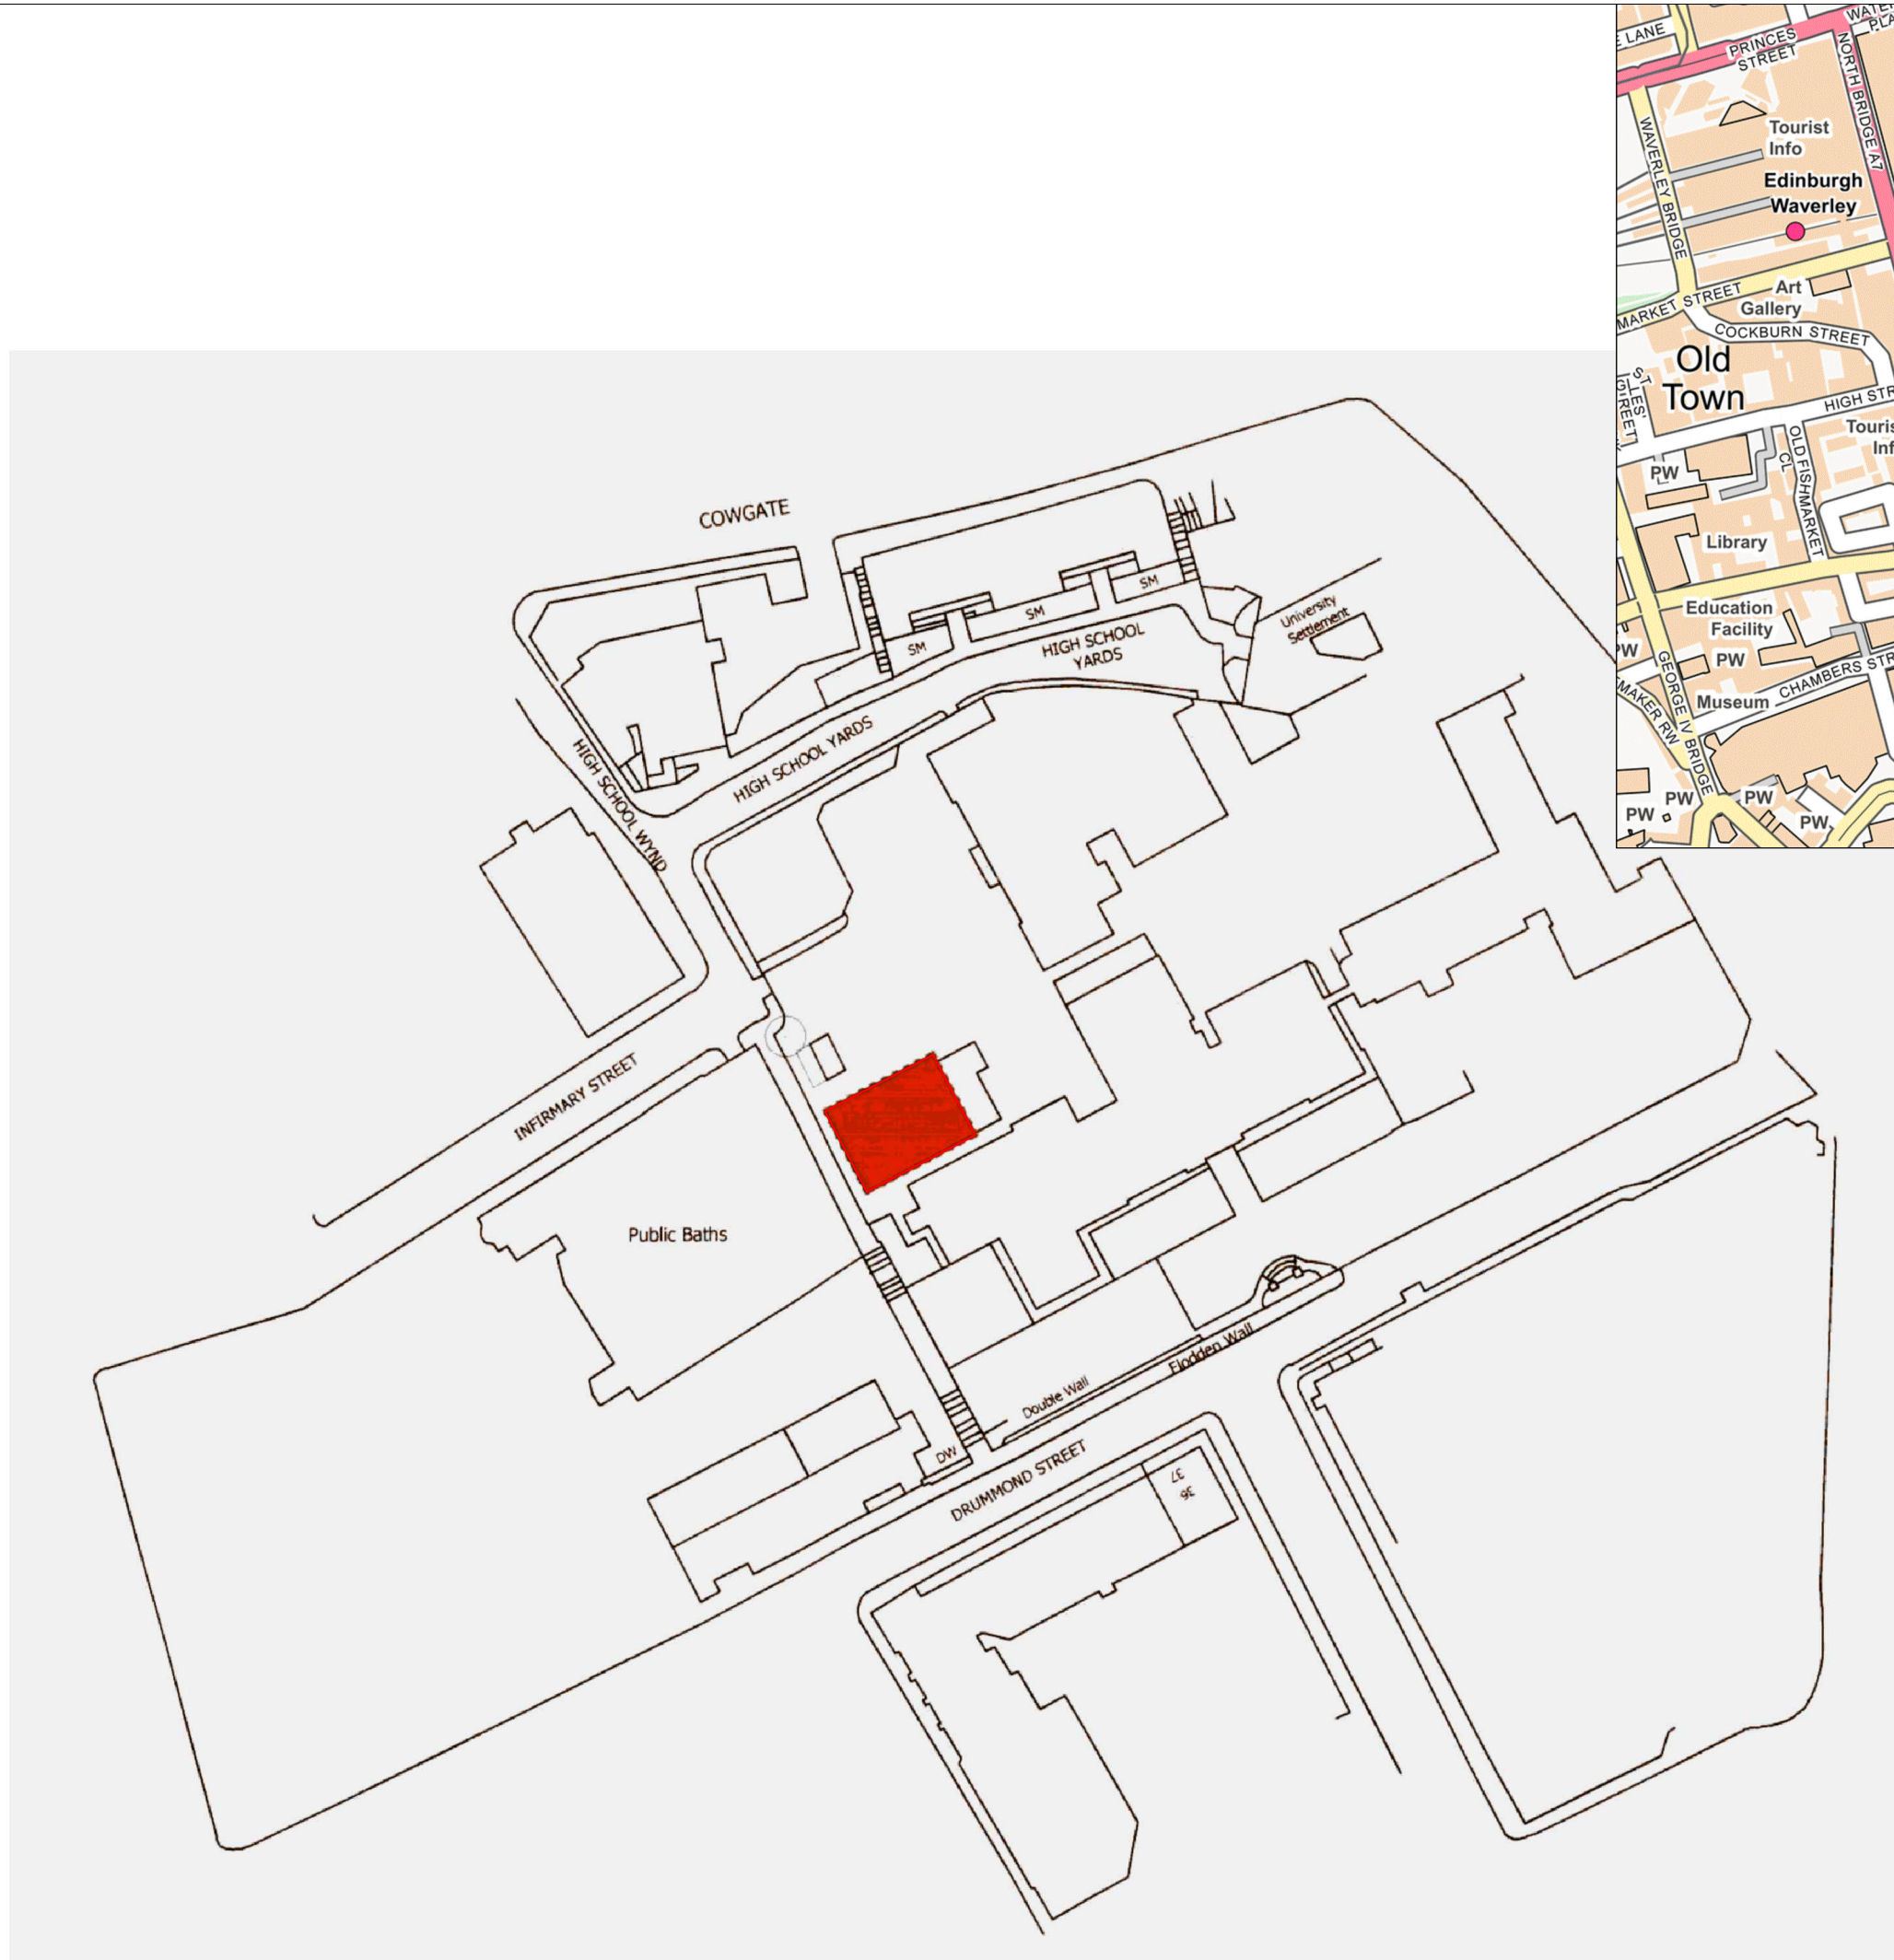 COWGATE
SM
SM
SM
University
Settlement
HIGH SCHOOL
YARDS
HIGH SCHOOL YARDS
HIGH SCHOOL WYND
INFIRMARY STREET
Public Baths
Flodden Wall
Double Wall
DW
DRUMMOND STREET
37
36
E LANE
PRINCES
STREET
NORTH BRIDGE A7
WAVERLEY BRIDGE
Tourist
Info
Edinburgh
Waverley
MARKET STREET
Art
Gallery
COCKBURN STREET
Old
Town
HIGH STR
OLD FISHMARKET
CL
PW
Library
Education
Facility
PW
PW
CHAMBERS STR
Museum
GEORGE IV BRIDGE
MAKER RW
PW
PW
PW
PW